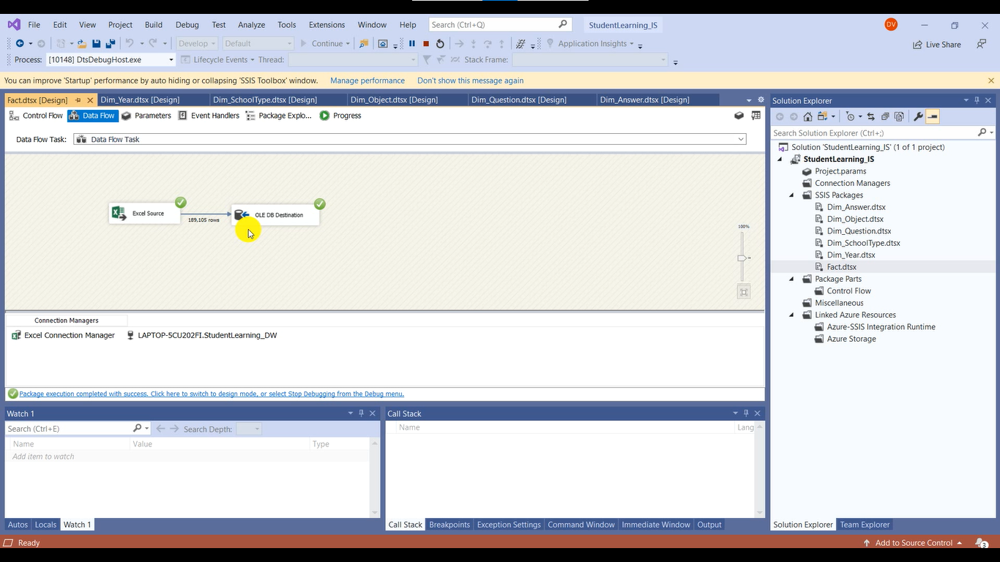 File Edit View Project Build Debug Test Analyze Tools Extensions Window Help Search (Ctrl+Q) StudentLearning_IS DV
Develop Default Continue Application Insights Live Share
Process: [10148] DtsDebugHost.exe Lifecycle Events Thread: Stack Frame:
You can improve 'Startup' performance by auto hiding or collapsing 'SSIS Toolbox' window. Manage performance Don't show this message again
Fact.dtsx [Design] Dim_Year.dtsx [Design] Dim_SchoolType.dtsx [Design] Dim_Object.dtsx [Design] Dim_Question.dtsx [Design] Dim_Answer.dtsx [Design]
Control Flow Data Flow Parameters Event Handlers Package Explo... Progress
Data Flow Task: Data Flow Task
Excel Source
189,105 rows
OLE DB Destination
100%
Connection Managers
Excel Connection Manager LAPTOP-5CU202FI.StudentLearning_DW
Package execution completed with success. Click here to switch to design mode, or select Stop Debugging from the Debug menu.
Watch 1
Search (Ctrl+E) Search Depth:
Name Value Type
Add item to watch
Autos Locals Watch 1
Call Stack
Name Lang
Call Stack Breakpoints Exception Settings Command Window Immediate Window Output
Solution Explorer
Search Solution Explorer (Ctrl+;)
Solution 'StudentLearning_IS' (1 of 1 project)
StudentLearning_IS
Project.params
Connection Managers
SSIS Packages
Dim_Answer.dtsx
Dim_Object.dtsx
Dim_Question.dtsx
Dim_SchoolType.dtsx
Dim_Year.dtsx
Fact.dtsx
Package Parts
Control Flow
Miscellaneous
Linked Azure Resources
Azure-SSIS Integration Runtime
Azure Storage
Solution Explorer Team Explorer
Ready Add to Source Control 3